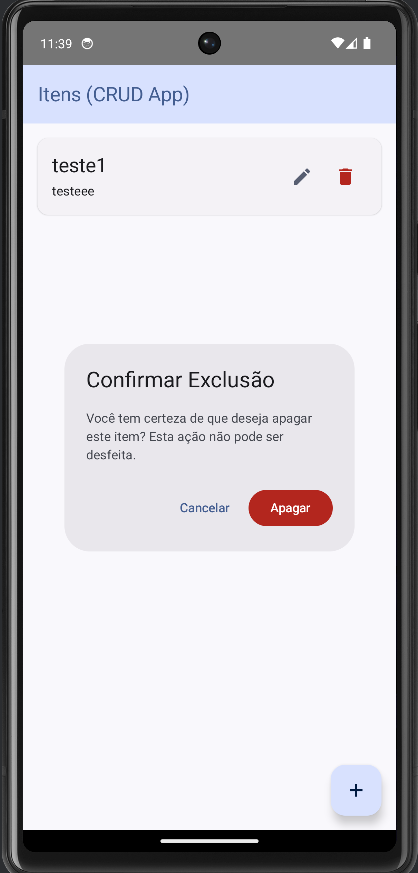 11:39
Itens (CRUD App)
teste1
testeee
Confirmar Exclusão
Você tem certeza de que deseja apagar
este item? Esta ação não pode ser
desfeita.
Cancelar
Apagar
+